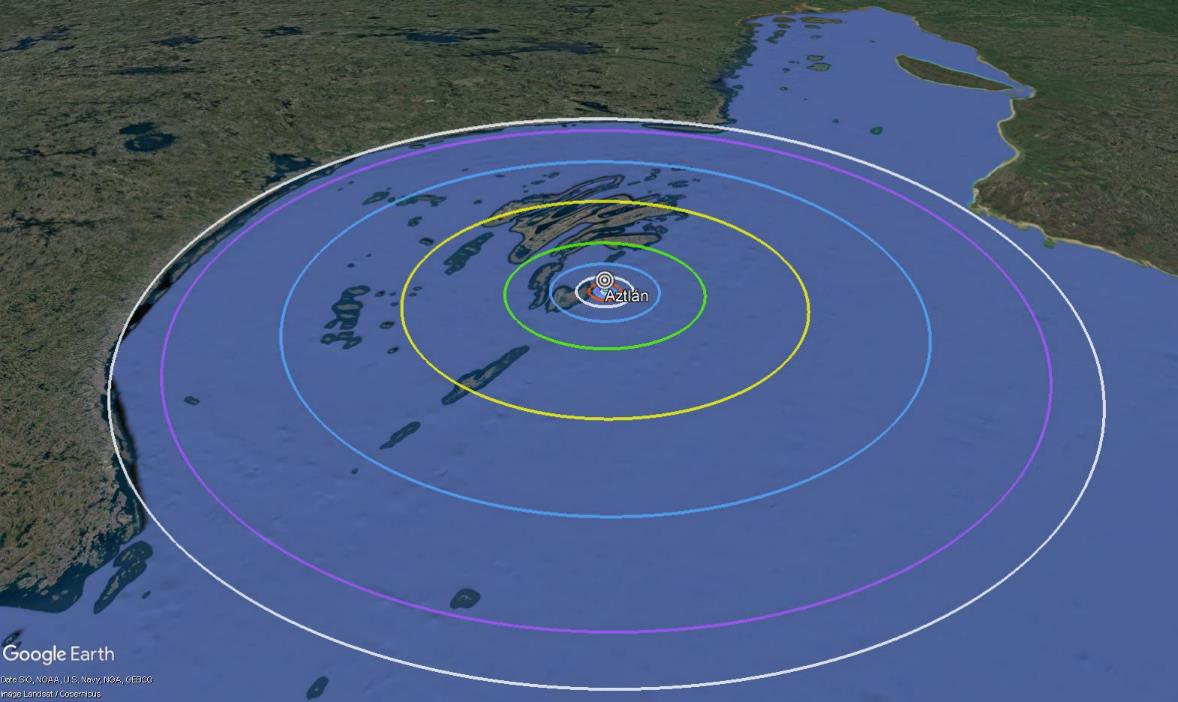 Aztlán
Google Earth
Data SIO, NOAA, U.S. Navy, NGA, GEBCO
Image Landsat / Copernicus